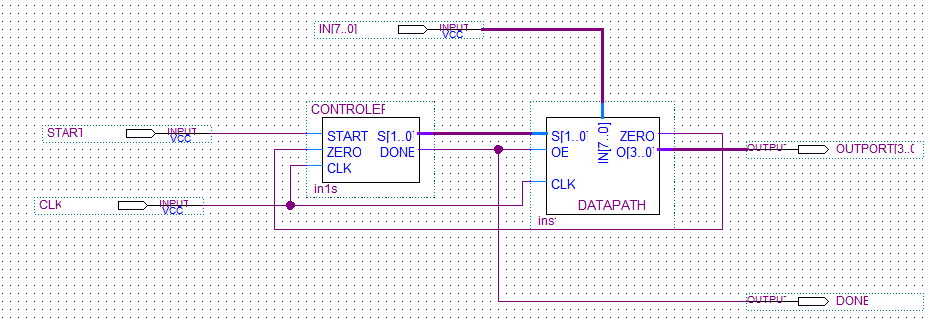 IN[7..0] INPUT
VCC
CONTROLER
START INPUT
VCC
START S[1..0]
ZERO DONE
CLK
in1s
CLK INPUT
VCC
IN[7..0]
S[1..0] ZERO
OE O[3..0]
CLK
DATAPATH
ins
OUTPUT OUTPORT[3..0
OUTPUT DONE